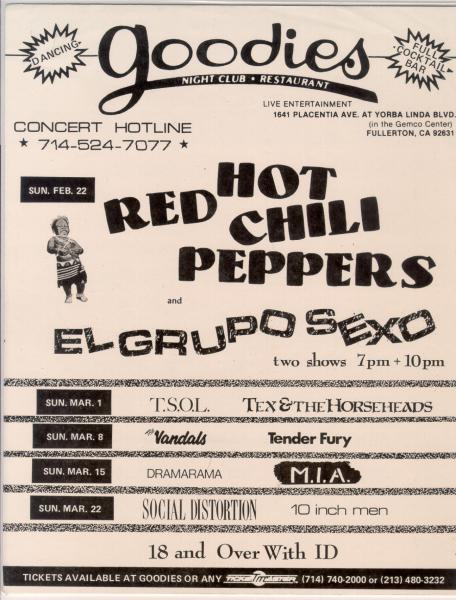 DANCING
goodies
FULL COCKTAIL BAR
NIGHT CLUB • RESTAURANT
LIVE ENTERTAINMENT
1641 PLACENTIA AVE. AT YORBA LINDA BLVD.
(in the Gemco Center)
FULLERTON, CA 92631
CONCERT HOTLINE
★ 714-524-7077 ★
SUN. FEB. 22
RED HOT
CHILI
PEPPERS
and
EL GRUPO SEXO
two shows 7pm + 10pm
SUN. MAR. 1 T.S.O.L. TEX & THE HORSEHEADS
SUN. MAR. 8 The Vandals Tender Fury
SUN. MAR. 15 DRAMARAMA M.I.A.
SUN. MAR. 22 SOCIAL DISTORTION 10 inch men
18 and Over With ID
TICKETS AVAILABLE AT GOODIES OR ANY TICKETMASTER (714) 740-2000 or (213) 480-3232